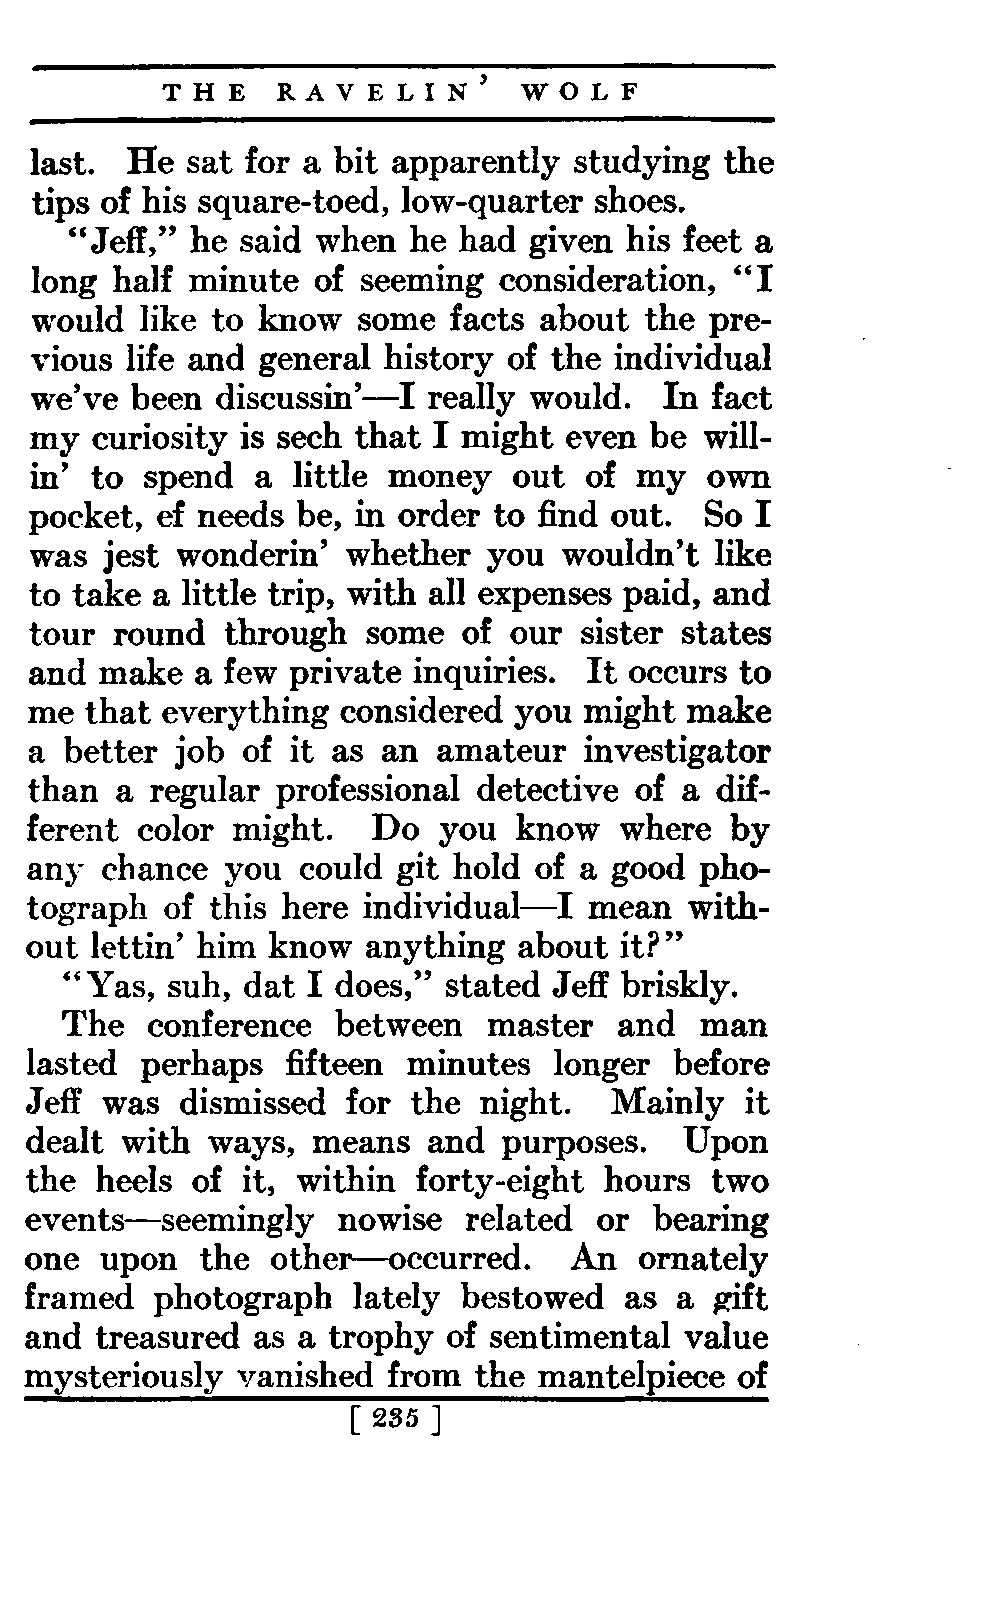 THE RAVELIN' WOLF
last. He sat for a bit apparently studying the
tips of his square-toed, low-quarter shoes.
“Jeff,” he said when he had given his feet a
long half minute of seeming consideration, “I
would like to know some facts about the pre-
vious life and general history of the individual
we've been discussin'—I really would. In fact
my curiosity is sech that I might even be will-
in' to spend a little money out of my own
pocket, ef needs be, in order to find out. So I
was jest wonderin' whether you wouldn't like
to take a little trip, with all expenses paid, and
tour round through some of our sister states
and make a few private inquiries. It occurs to
me that everything considered you might make
a better job of it as an amateur investigator
than a regular professional detective of a dif-
ferent color might. Do you know where by
any chance you could git hold of a good pho-
tograph of this here individual—I mean with-
out lettin' him know anything about it?”
“Yas, suh, dat I does,” stated Jeff briskly.
The conference between master and man
lasted perhaps fifteen minutes longer before
Jeff was dismissed for the night. Mainly it
dealt with ways, means and purposes. Upon
the heels of it, within forty-eight hours two
events—seemingly nowise related or bearing
one upon the other—occurred. An ornately
framed photograph lately bestowed as a gift
and treasured as a trophy of sentimental value
mysteriously vanished from the mantelpiece of
[ 235 ]